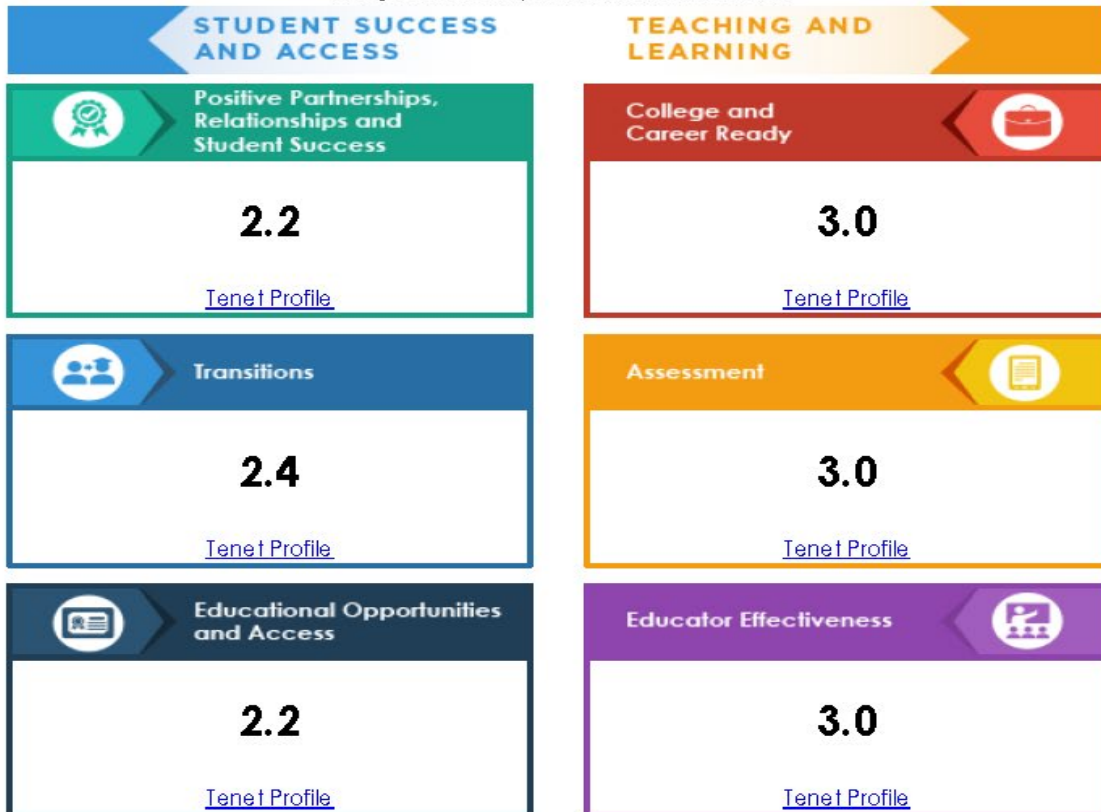 STUDENT SUCCESS
AND ACCESS
TEACHING AND
LEARNING
Positive Partnerships,
Relationships and
Student Success
2.2
Tenet Profile
College and
Career Ready
3.0
Tenet Profile
Transitions
2.4
Tenet Profile
Assessment
3.0
Tenet Profile
Educational Opportunities
and Access
2.2
Tenet Profile
Educator Effectiveness
3.0
Tenet Profile